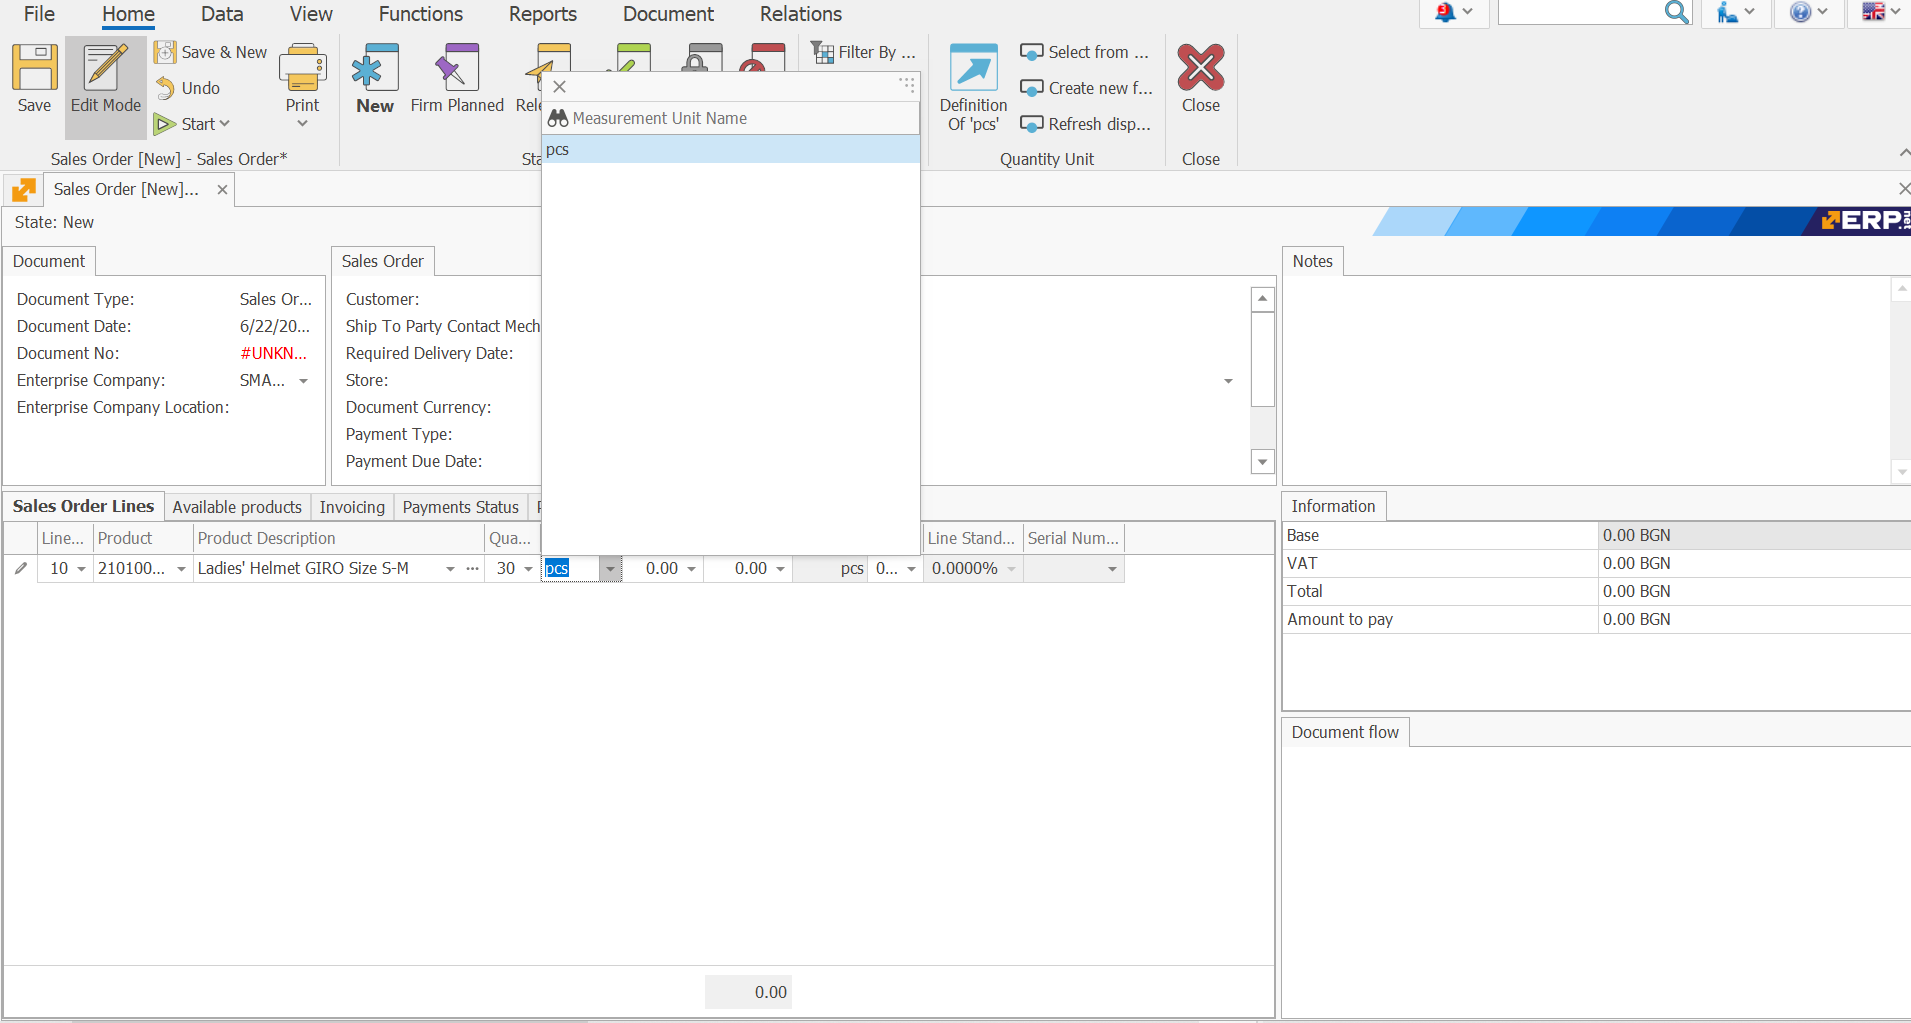 File Home Data View Functions Reports Document Relations
3
Save
Edit Mode
Save & New
Undo
Start
Print
Sales Order [New] - Sales Order*
New
Firm Planned
Filter By ...
Definition
Of 'pcs'
Select from ...
Create new f...
Refresh disp...
Quantity Unit
Close
Close
Measurement Unit Name
pcs
Sales Order [New]...
State: New
ERP.net
Document
Document Type: Sales Or...
Document Date: 6/22/20...
Document No: #UNKN...
Enterprise Company: SMA...
Enterprise Company Location:
Sales Order
Customer:
Ship To Party Contact Mech
Required Delivery Date:
Store:
Document Currency:
Payment Type:
Payment Due Date:
Notes
Sales Order Lines Available products Invoicing Payments Status
Line... Product Product Description Qua... Line Stand... Serial Num...
10 210100... Ladies' Helmet GIRO Size S-M ... 30 pcs 0.00 0.00 pcs 0... 0.0000%
0.00
Information
Base 0.00 BGN
VAT 0.00 BGN
Total 0.00 BGN
Amount to pay 0.00 BGN
Document flow